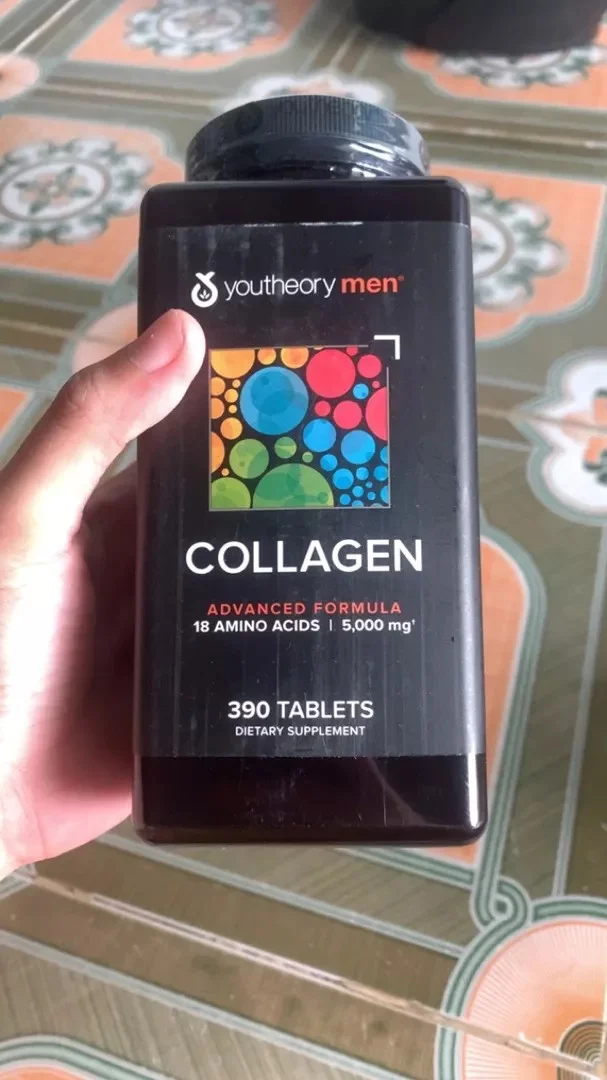 youtheory men®
COLLAGEN
ADVANCED FORMULA
18 AMINO ACIDS | 5,000 mg†
390 TABLETS
DIETARY SUPPLEMENT